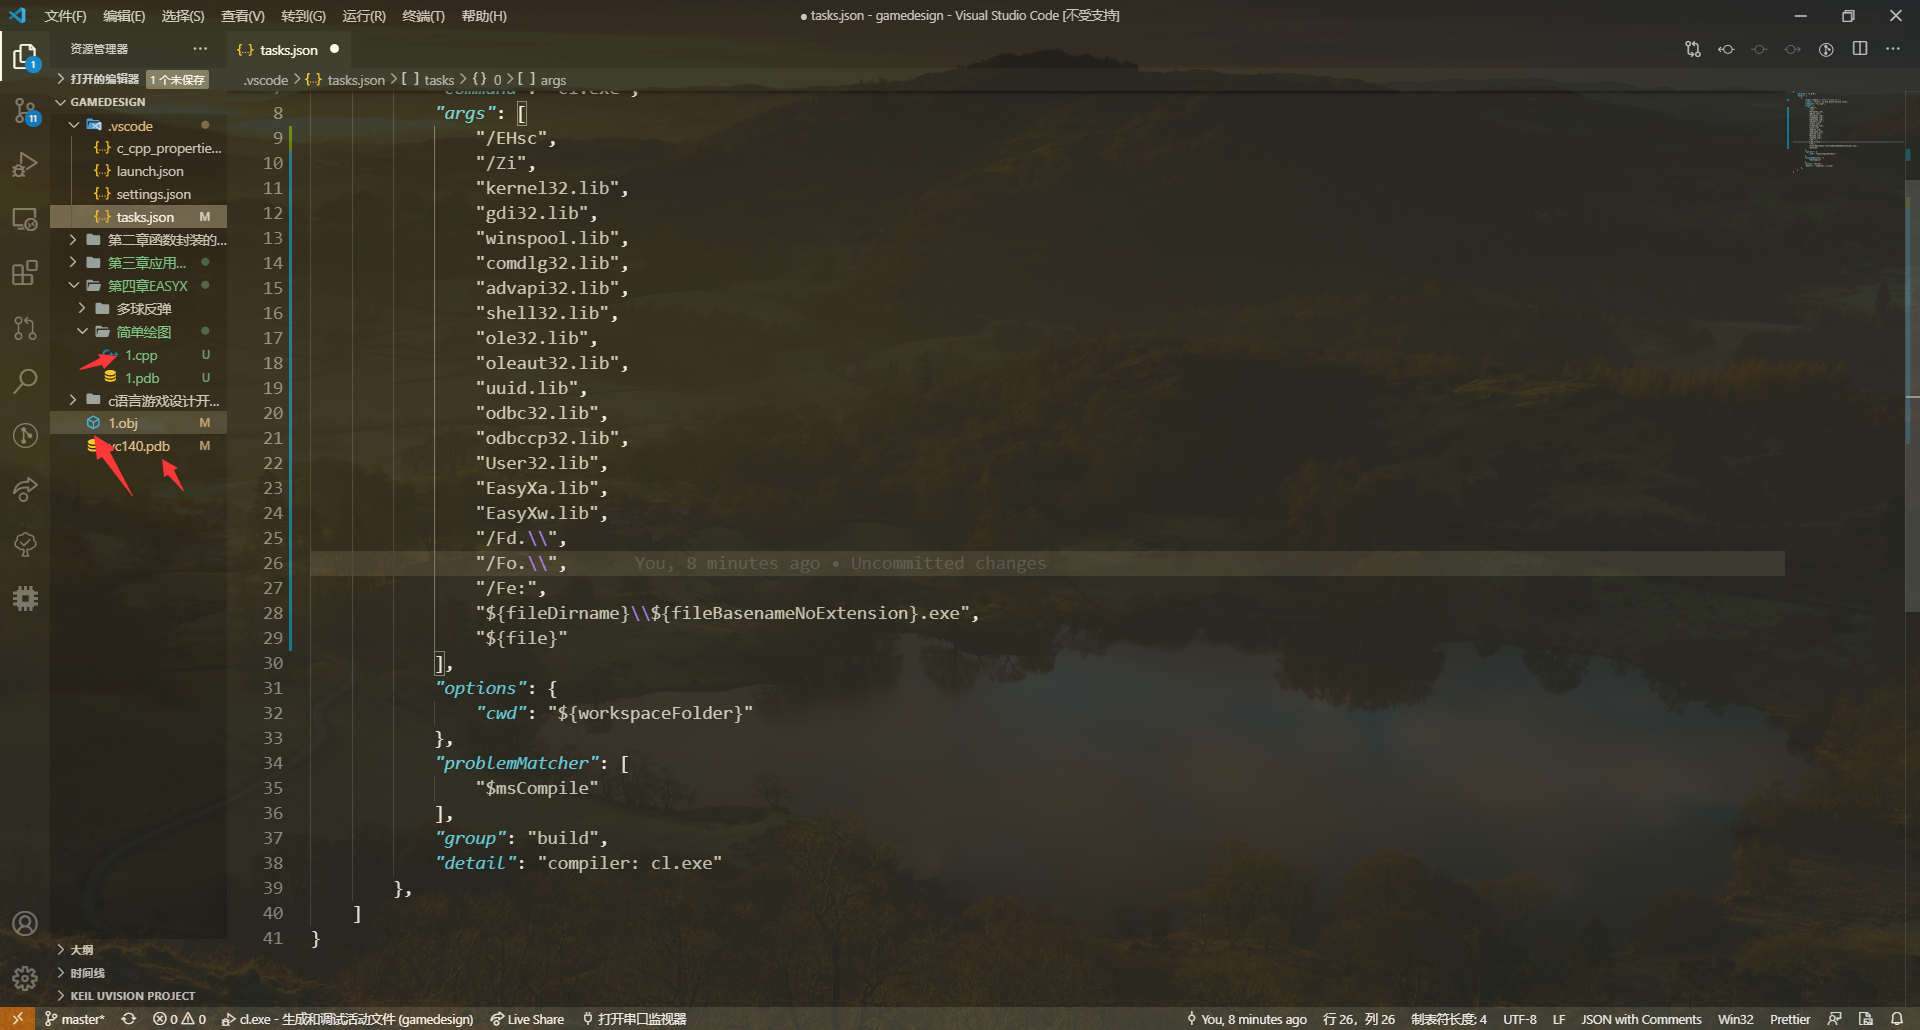 文件(F) 编辑(E) 选择(S) 查看(V) 转到(G) 运行(R) 终端(T) 帮助(H)
● tasks.json - gamedesign - Visual Studio Code [不受支持]
资源管理器 ···
1
11
打开的编辑器 1 个未保存
GAMEDESIGN
.vscode
c_cpp_propertie...
launch.json
settings.json
tasks.json M
第二章函数封装的...
第三章应用...
第四章EASYX
多球反弹
简单绘图
1.cpp U
1.pdb U
c语言游戏设计开...
1.obj M
vc140.pdb M
大纲
时间线
KEIL UVISION PROJECT
{..} tasks.json ●
.vscode > {..} tasks.json > [ ] tasks > {} 0 > [ ] args
8 "args": [
9 "/EHsc",
10 "/Zi",
11 "kernel32.lib",
12 "gdi32.lib",
13 "winspool.lib",
14 "comdlg32.lib",
15 "advapi32.lib",
16 "shell32.lib",
17 "ole32.lib",
18 "oleaut32.lib",
19 "uuid.lib",
20 "odbc32.lib",
21 "odbccp32.lib",
22 "User32.lib",
23 "EasyXa.lib",
24 "EasyXw.lib",
25 "/Fd.\\",
26 "/Fo.\\", You, 8 minutes ago • Uncommitted changes
27 "/Fe:",
28 "${fileDirname}\\${fileBasenameNoExtension}.exe",
29 "${file}"
30 ],
31 "options": {
32 "cwd": "${workspaceFolder}"
33 },
34 "problemMatcher": [
35 "$msCompile"
36 ],
37 "group": "build",
38 "detail": "compiler: cl.exe"
39 },
40 ]
41 }
master* 0 0 cl.exe - 生成和调试活动文件 (gamedesign) Live Share 打开串口监视器
You, 8 minutes ago 行 26，列 26 制表符长度: 4 UTF-8 LF JSON with Comments Win32 Prettier